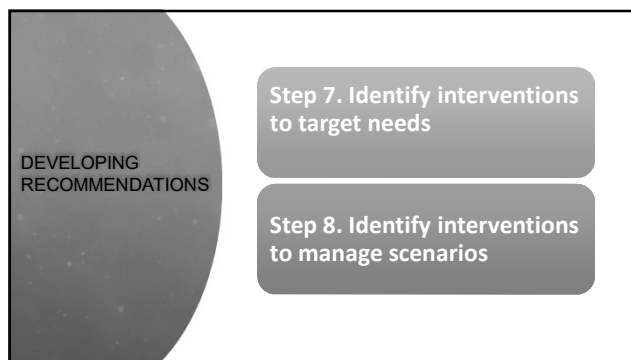 DEVELOPING
RECOMMENDATIONS
Step 7. Identify interventions
to target needs
Step 8. Identify interventions
to manage scenarios